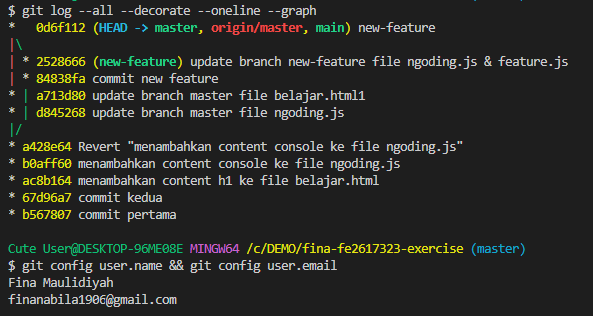 $ git log --all --decorate --oneline --graph
*   0d6f112 (HEAD -> master, origin/master, main) new-feature
|\
| * 2528666 (new-feature) update branch new-feature file ngoding.js & feature.js
| * 84838fa commit new feature
* | a713d80 update branch master file belajar.html1
* | d845268 update branch master file ngoding.js
|/
* a428e64 Revert "menambahkan content console ke file ngoding.js"
* b0aff60 menambahkan content console ke file ngoding.js
* ac8b164 menambahkan content h1 ke file belajar.html
* 67d96a7 commit kedua
* b567807 commit pertama

Cute User@DESKTOP-96ME08E MINGW64 /c/DEMO/fina-fe2617323-exercise (master)
$ git config user.name && git config user.email
Fina Maulidiyah
finanabila1906@gmail.com